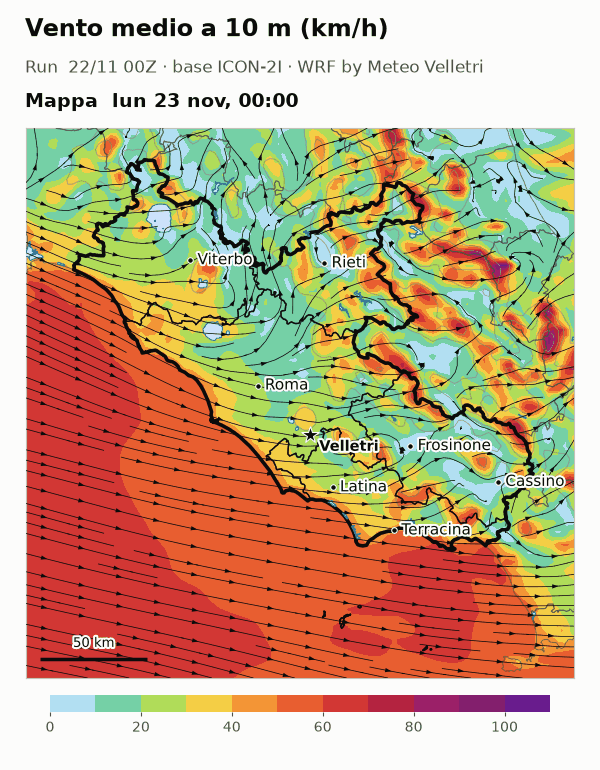 Vento medio a 10 m (km/h)
Run  22/11 00Z · base ICON-2I · WRF by Meteo Velletri
Mappa  lun 23 nov, 00:00
Viterbo
Rieti
Roma
Velletri
Frosinone
Latina
Cassino
Terracina
50 km
0 20 40 60 80 100